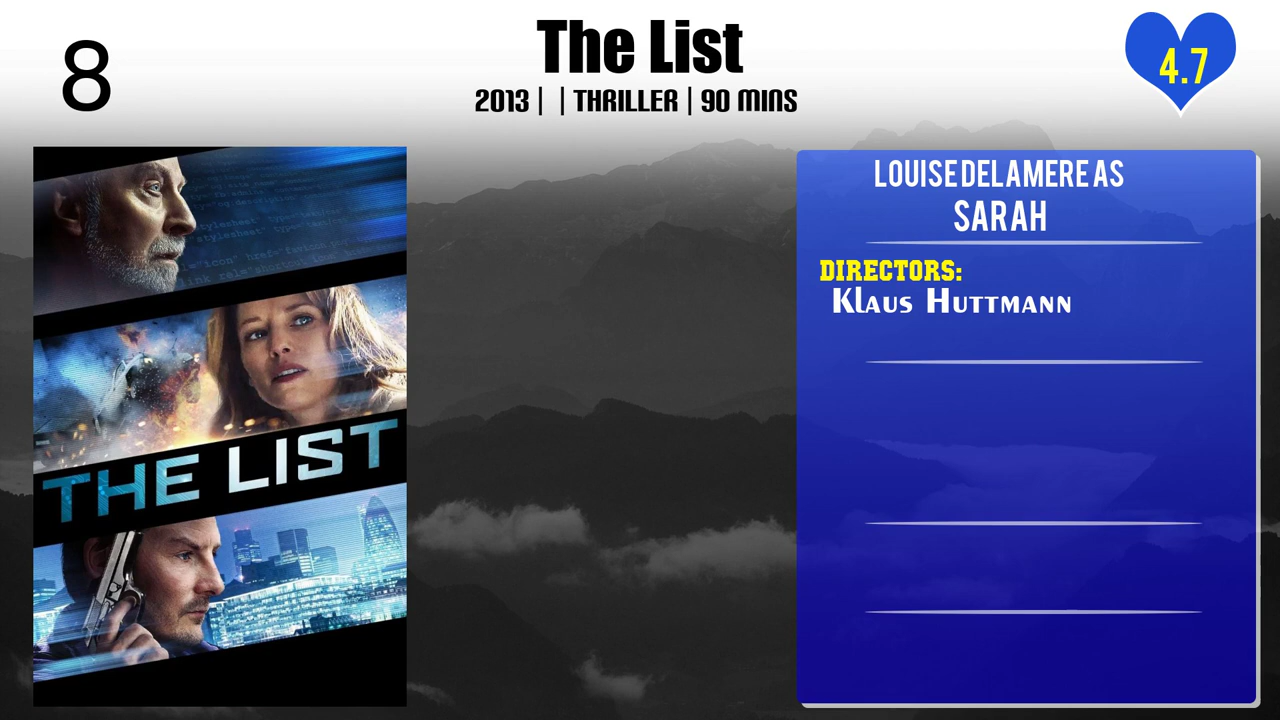 8
The List
2013 | | THRILLER | 90 MINS
4.7
THE LIST
LOUISE DELAMERE AS
SARAH
DIRECTORS:
KLAUS HUTTMANN